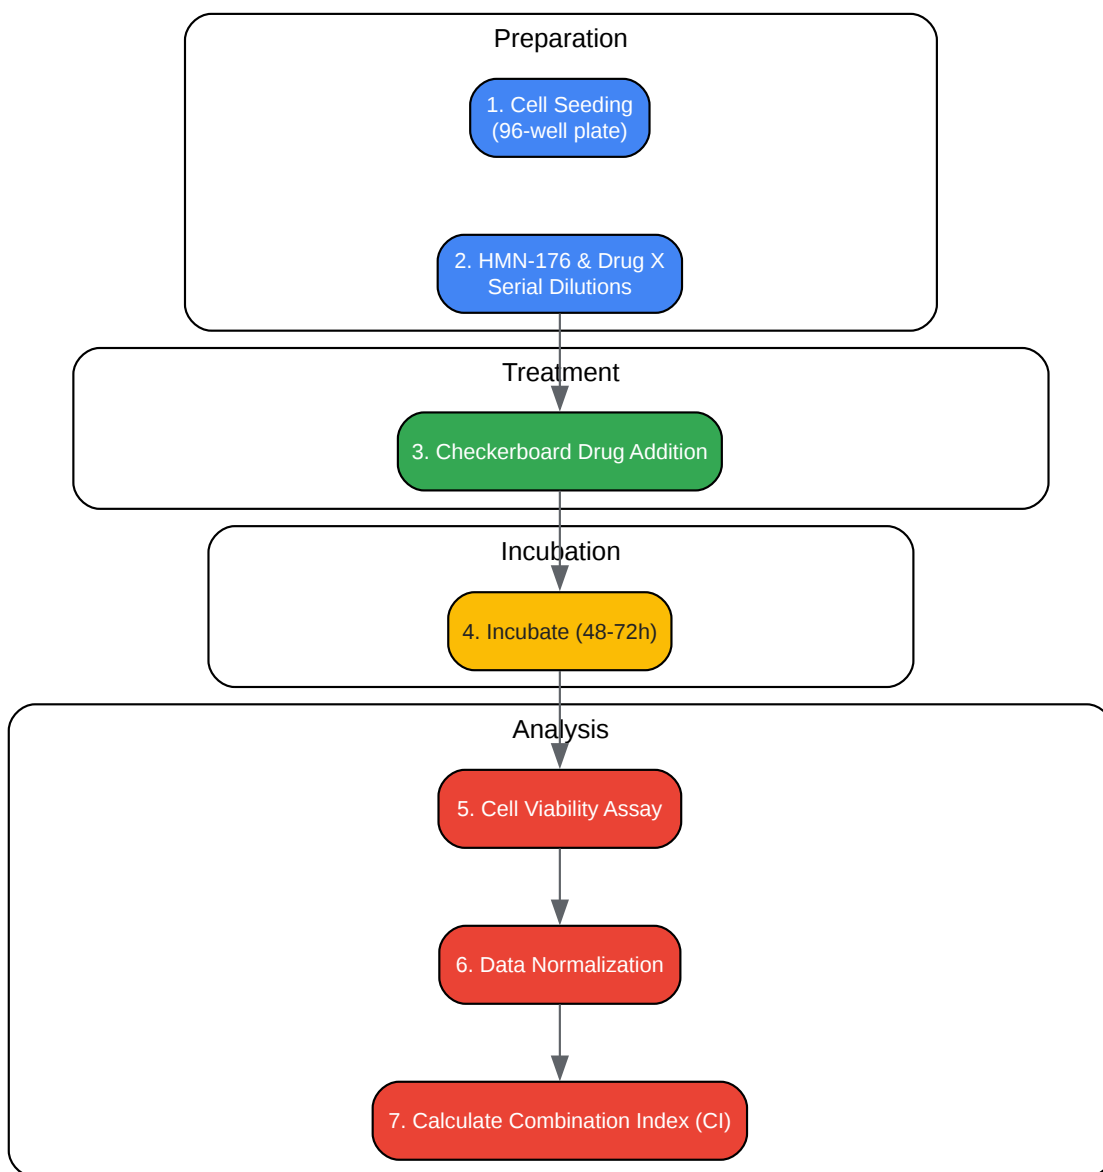 Preparation
1. Cell Seeding
(96-well plate)
2. HMN-176 & Drug X
Serial Dilutions
Treatment
3. Checkerboard Drug Addition
Incubation
4. Incubate (48-72h)
Analysis
5. Cell Viability Assay
6. Data Normalization
7. Calculate Combination Index (CI)